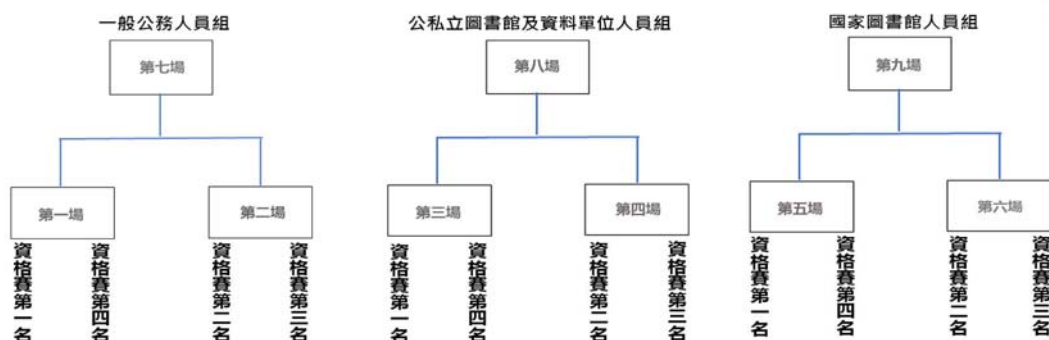 一般公務人員組
公私立圖書館及資料單位人員組
國家圖書館人員組
第七場
第八場
第九場
第一場
第二場
第三場
第四場
第五場
第六場
資格賽第一名
資格賽第四名
資格賽第二名
資格賽第三名
資格賽第一名
資格賽第四名
資格賽第二名
資格賽第三名
資格賽第一名
資格賽第四名
資格賽第二名
資格賽第三名